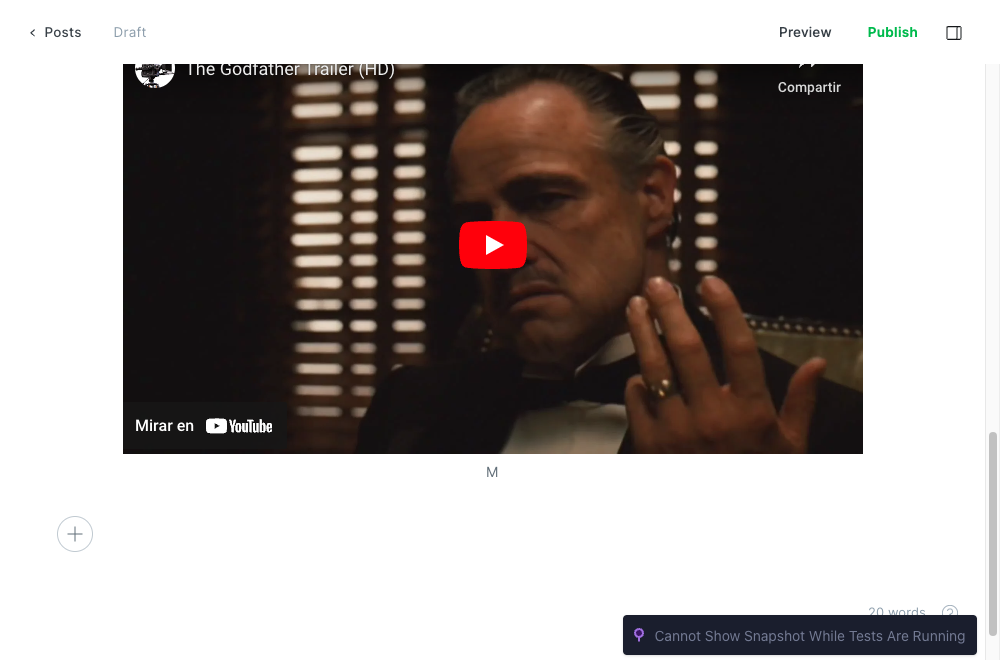 Posts
Draft
Preview
Publish
The Godfather Trailer (HD)
Compartir
Mirar en YouTube
M
20 words
Cannot Show Snapshot While Tests Are Running